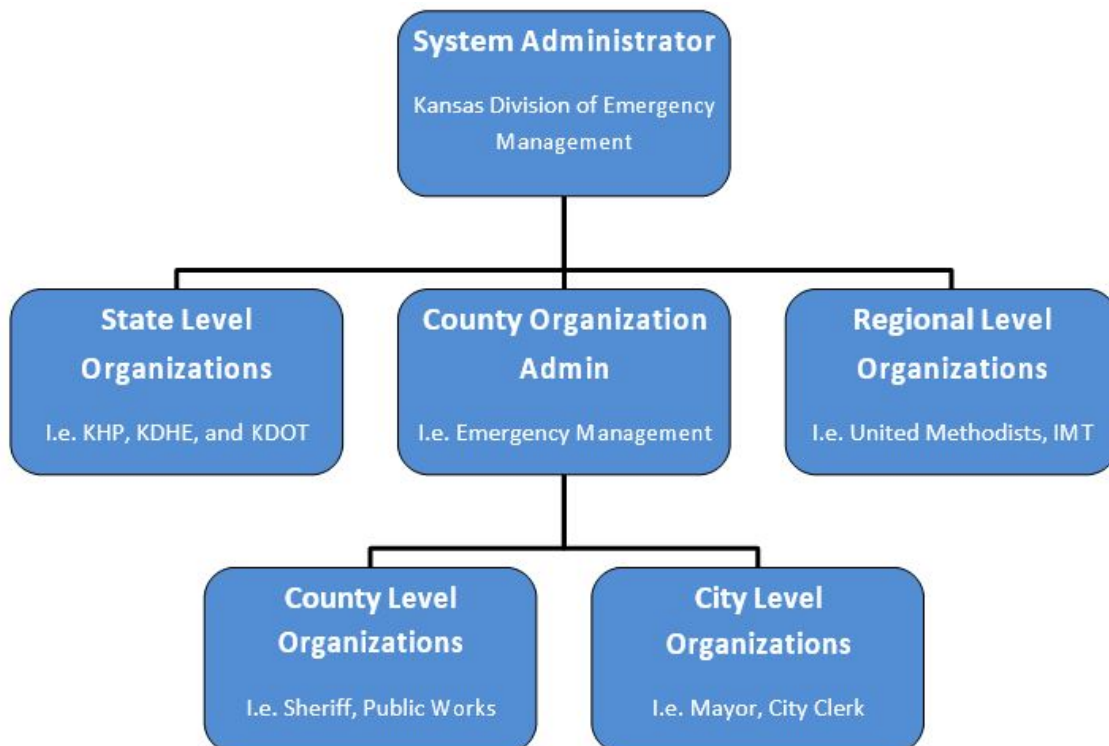 System Administrator
Kansas Division of Emergency
Management
State Level
Organizations
I.e. KHP, KDHE, and KDOT
County Organization
Admin
I.e. Emergency Management
Regional Level
Organizations
I.e. United Methodists, IMT
County Level
Organizations
I.e. Sheriff, Public Works
City Level
Organizations
I.e. Mayor, City Clerk